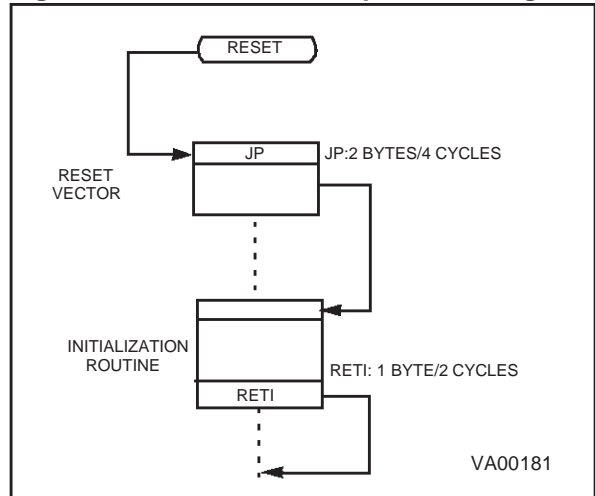 RESET
JP
JP:2 BYTES/4 CYCLES
RESET
VECTOR
INITIALIZATION
ROUTINE
RETI: 1 BYTE/2 CYCLES
RETI
VA00181